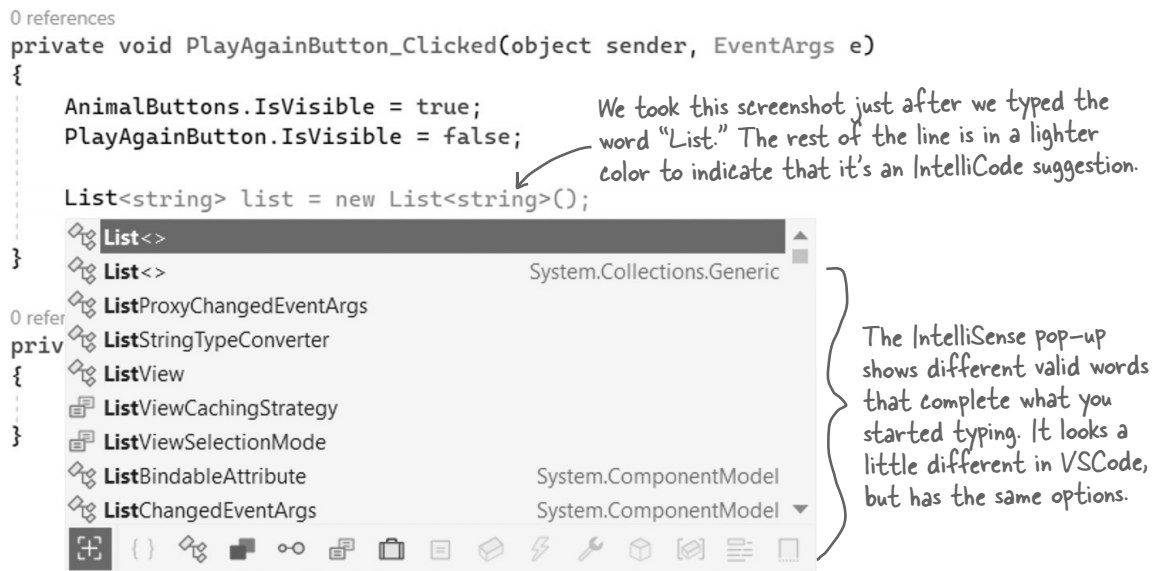 0 references
private void PlayAgainButton_Clicked(object sender, EventArgs e)
{
AnimalButtons.IsVisible = true;
PlayAgainButton.IsVisible = false;
We took this screenshot just after we typed the
word “List.” The rest of the line is in a lighter
color to indicate that it's an IntelliCode suggestion.
List<string> list = new List<string>();
List<>
List<> System.Collections.Generic
ListProxyChangedEventArgs
ListStringTypeConverter
ListView
ListViewCachingStrategy
ListViewSelectionMode
ListBindableAttribute System.ComponentModel
ListChangedEventArgs System.ComponentModel
}
0 refer
priv
{
}
The IntelliSense pop-up
shows different valid words
that complete what you
started typing. It looks a
little different in VSCode,
but has the same options.